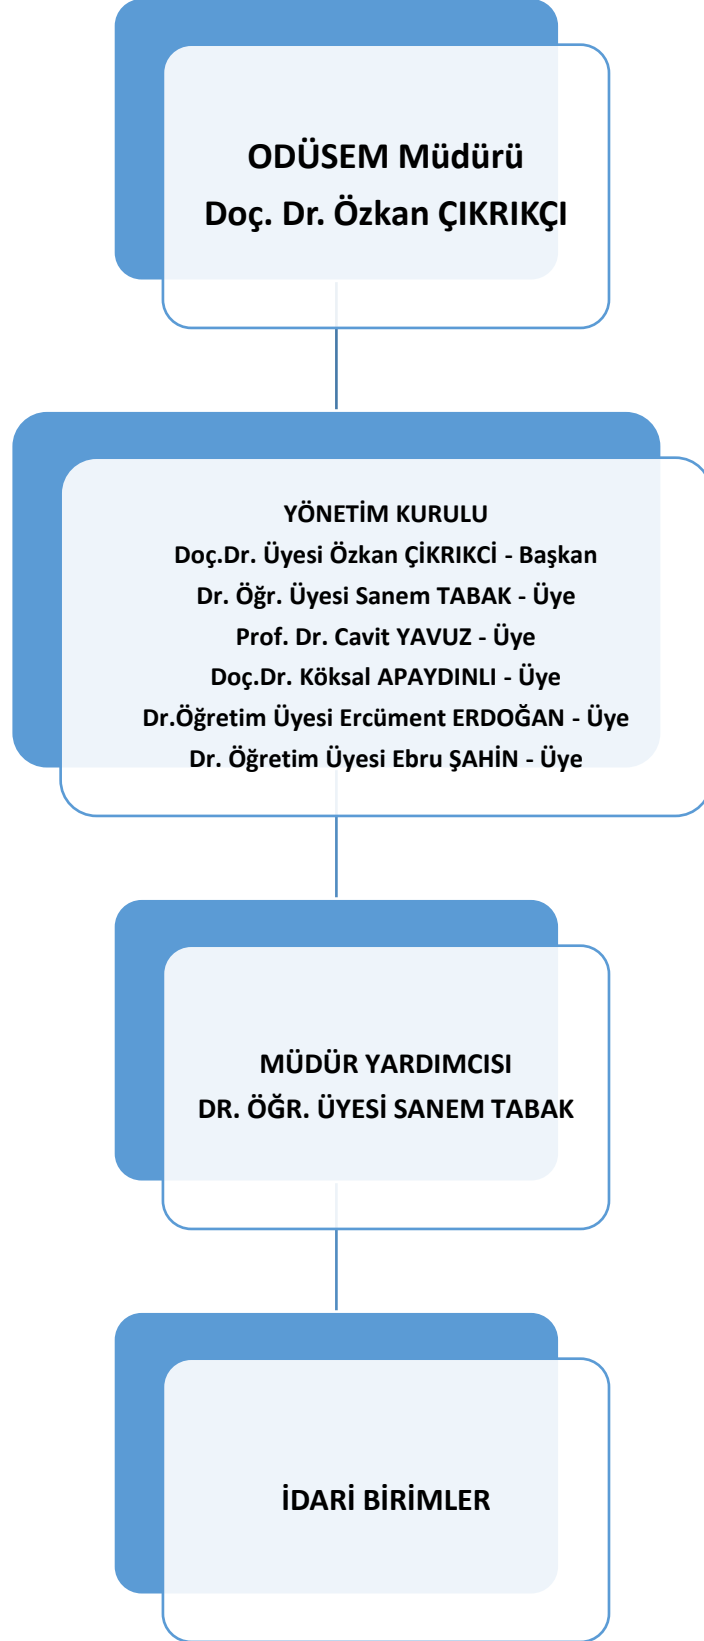 ODÜSEM Müdürü
Doç. Dr. Özkan ÇIKRIKÇI
YÖNETİM KURULU
Doç.Dr. Üyesi Özkan ÇİKRIKCİ - Başkan
Dr. Öğr. Üyesi Sanem TABAK - Üye
Prof. Dr. Cavit YAVUZ - Üye
Doç.Dr. Köksal APAYDINLI - Üye
Dr.Öğretim Üyesi Ercüment ERDOĞAN - Üye
Dr. Öğretim Üyesi Ebru ŞAHİN - Üye
MÜDÜR YARDIMCISI
DR. ÖĞR. ÜYESİ SANEM TABAK
İDARİ BİRİMLER